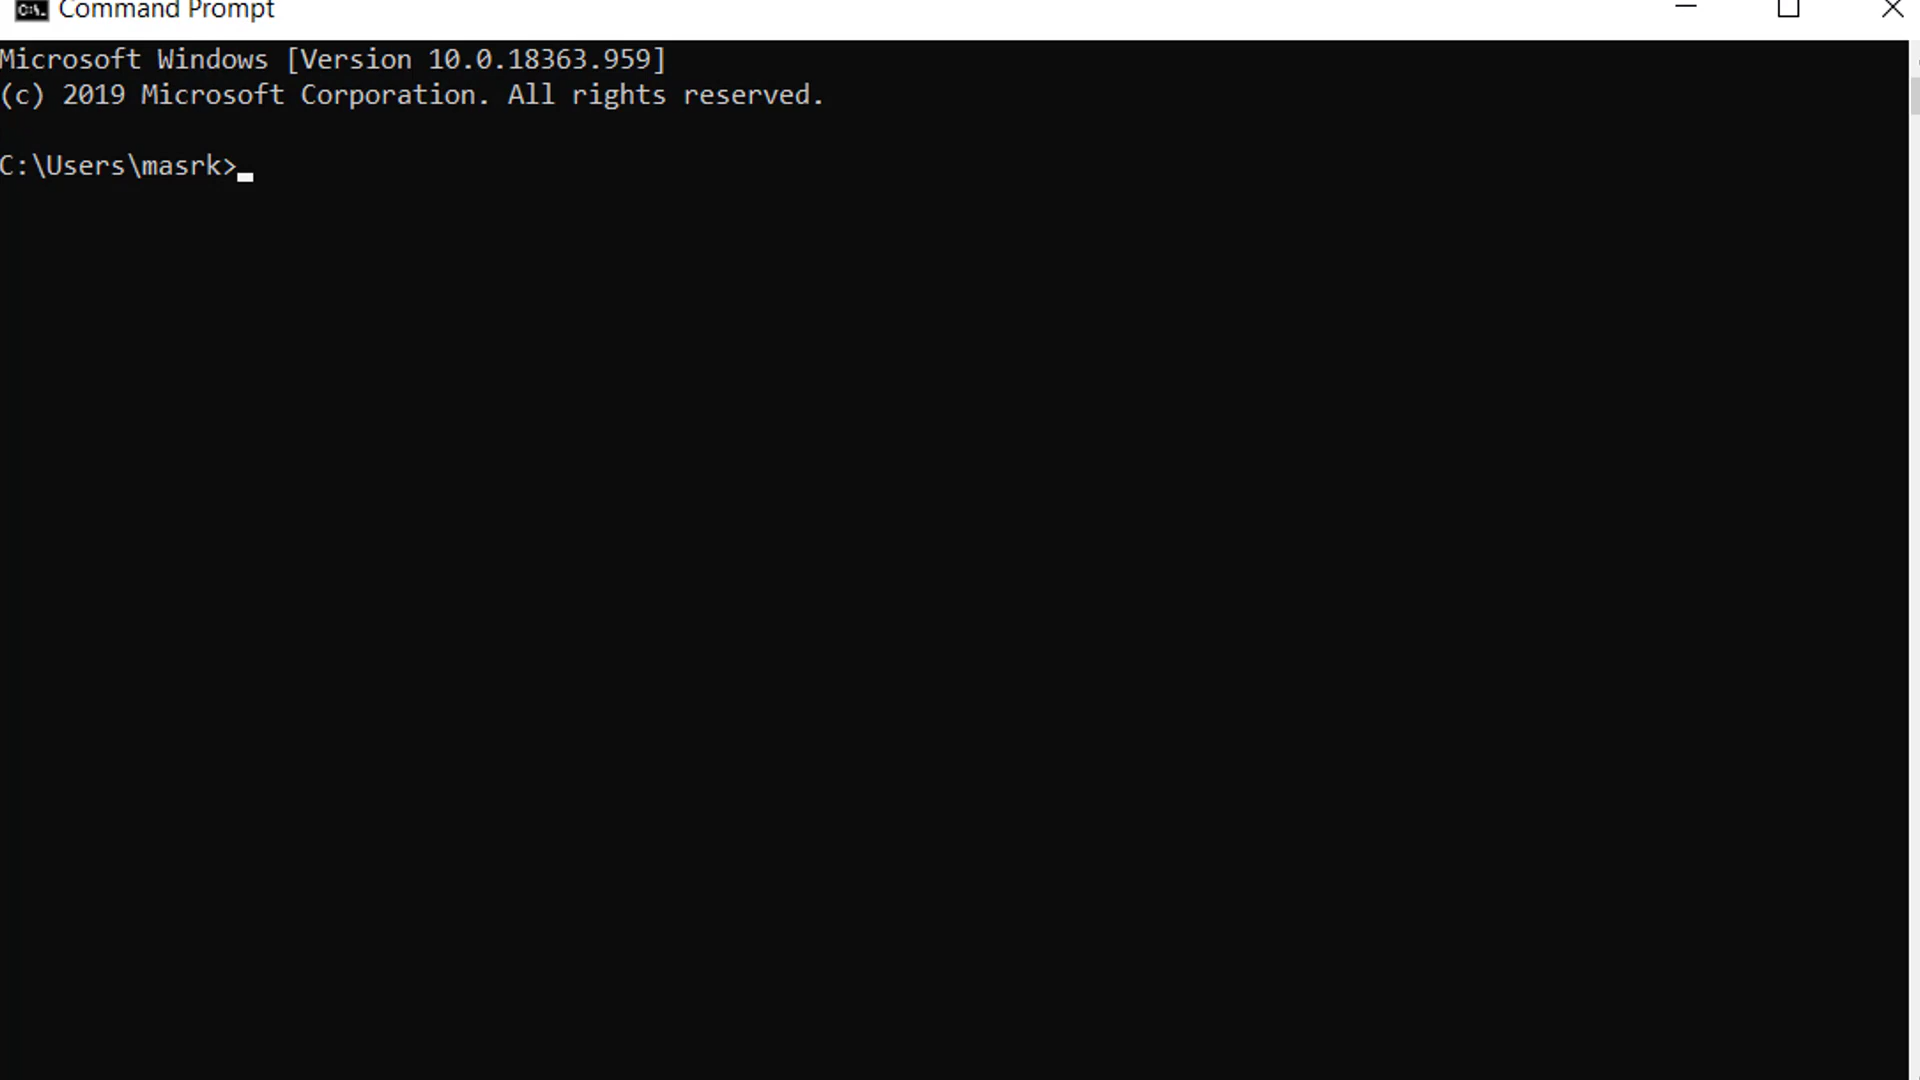 Command Prompt
Microsoft Windows [Version 10.0.18363.959]
(c) 2019 Microsoft Corporation. All rights reserved.
C:\Users\masrk>